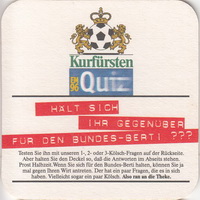 Kurfürsten
EM 96
Quiz
HÄLT SICH
IHR GEGENÜBER
FÜR DEN BUNDES-BERTI ???
Testen Sie ihn mit unseren 1-, 2- oder 3-Kölsch-Fragen auf der Rückseite.
Aber halten Sie den Deckel so, daß die Antworten im Abseits stehen.
Prost Halbzeit. Wenn Sie sich für den Bundes-Berti halten, können Sie ja
mal gegen Ihren Wirt antreten. Der hat ein paar Fragen, die es in sich
haben. Vielleicht sogar ein paar Kölsch. Also ran an die Theke.